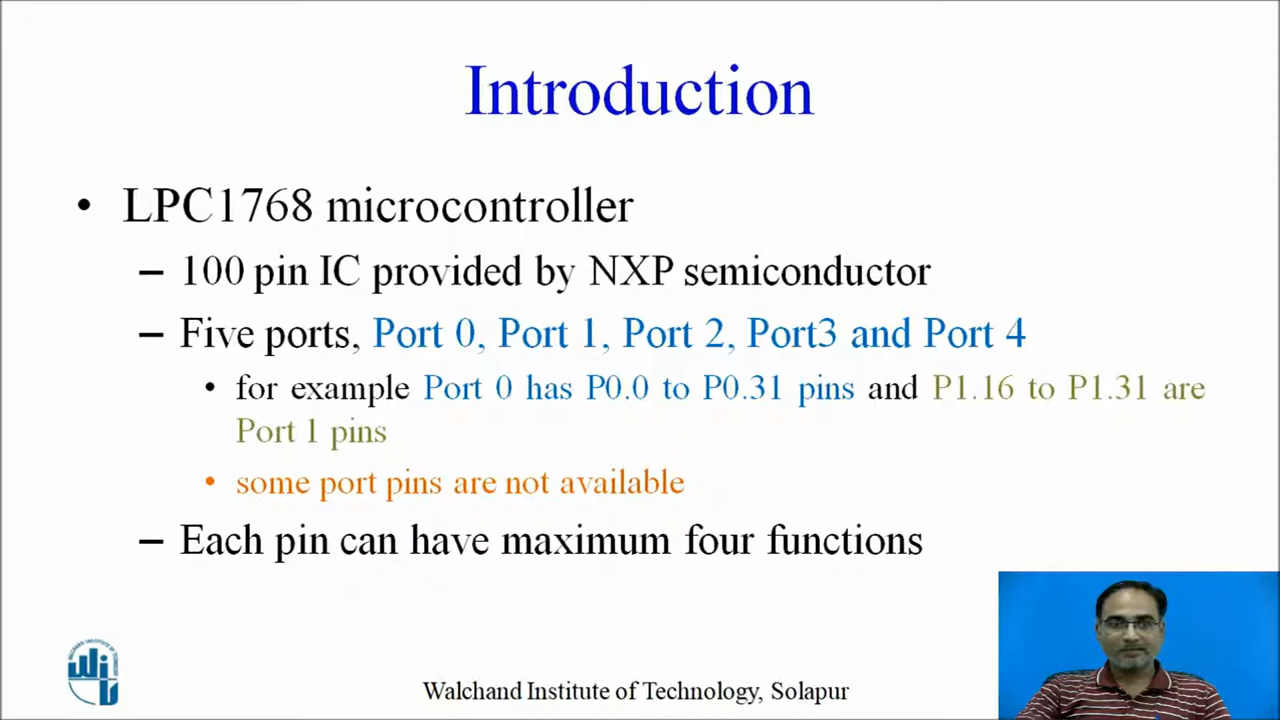 Introduction
• LPC1768 microcontroller
– 100 pin IC provided by NXP semiconductor
– Five ports, Port 0, Port 1, Port 2, Port3 and Port 4
• for example Port 0 has P0.0 to P0.31 pins and P1.16 to P1.31 are
Port 1 pins
• some port pins are not available
– Each pin can have maximum four functions
Walchand Institute of Technology, Solapur